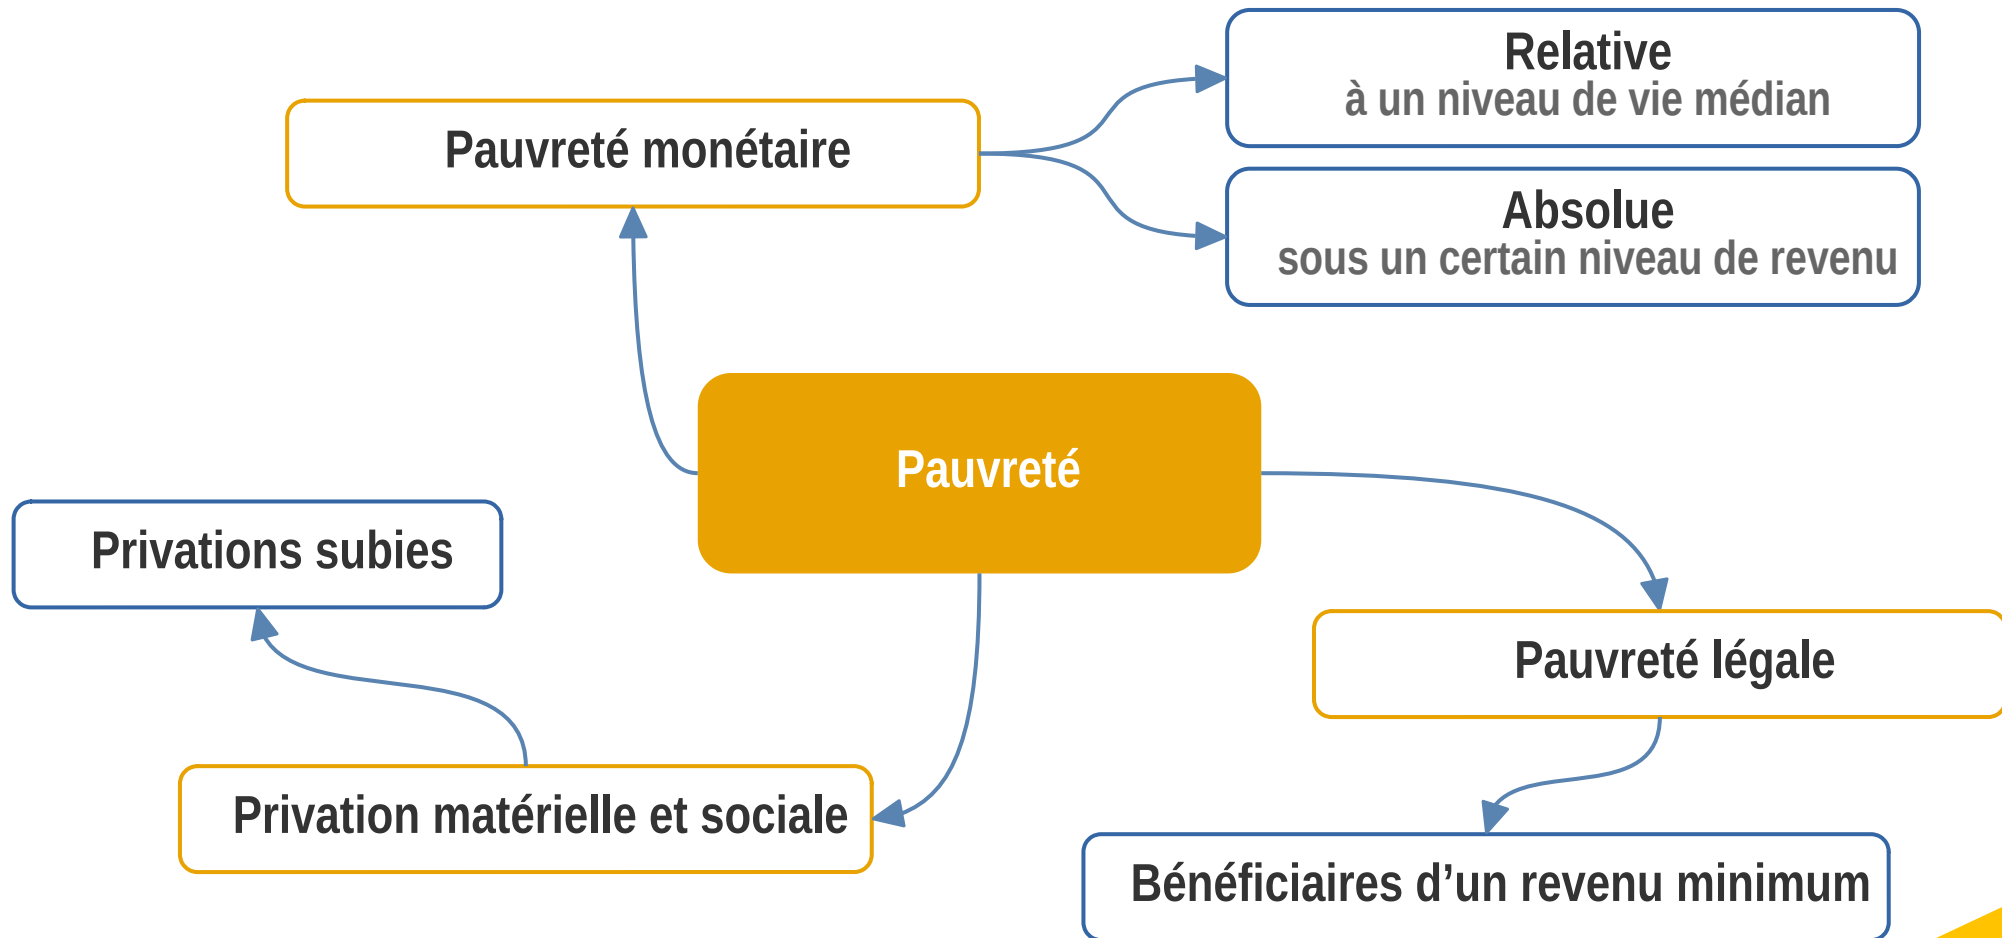 Relative
à un niveau de vie médian
Pauvreté monétaire
Absolue
sous un certain niveau de revenu
Pauvreté
Privations subies
Pauvreté légale
Privation matérielle et sociale
Bénéficiaires d’un revenu minimum